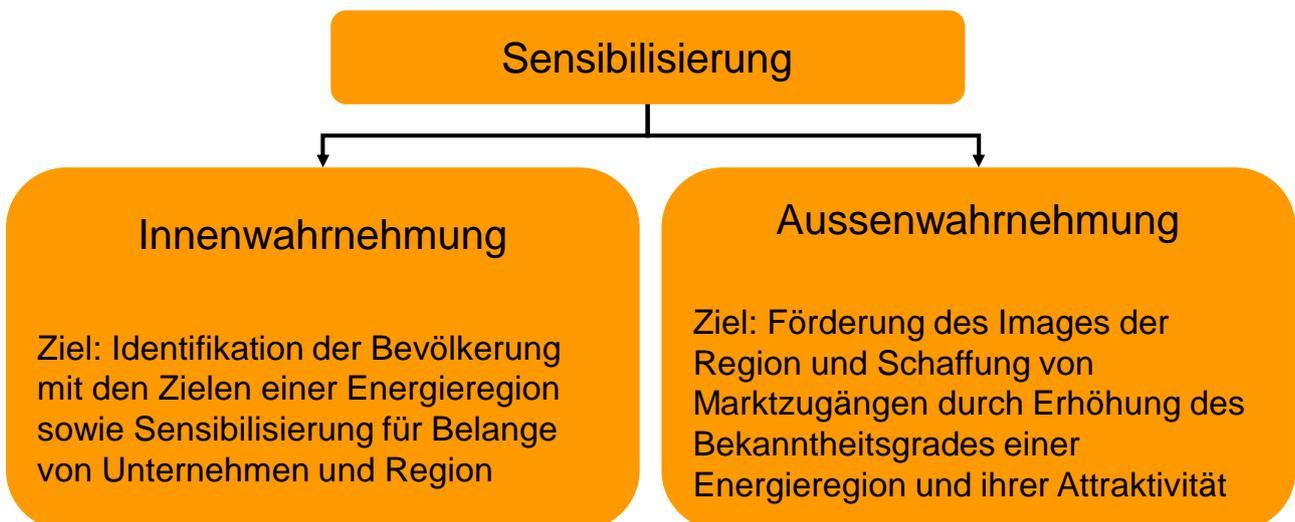 Sensibilisierung
Innenwahrnehmung
Ziel: Identifikation der Bevölkerung
mit den Zielen einer Energieregion
sowie Sensibilisierung für Belange
von Unternehmen und Region
Aussenwahrnehmung
Ziel: Förderung des Images der
Region und Schaffung von
Marktzugängen durch Erhöhung des
Bekanntheitsgrades einer
Energieregion und ihrer Attraktivität